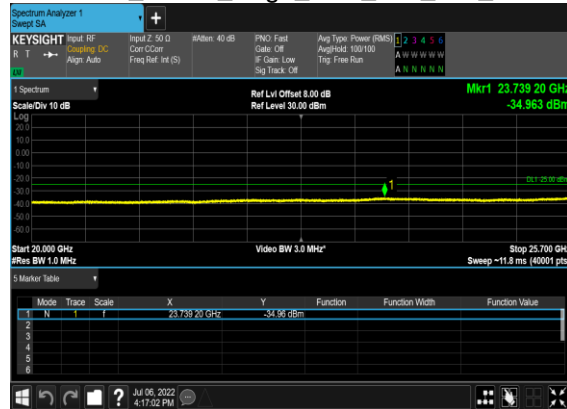 Spectrum Analyzer 1
Swept SA
+
KEYSIGHT Input: RF Input Z: 50 Ω #Atten: 40 dB PNO: Fast Avg Type: Power (RMS) 1 2 3 4 5 6
R T Coupling: DC Corr CCorr Gate: Off Avg|Hold: 100/100 A W W W W W
Align: Auto Freq Ref: Int (S) IF Gain: Low Trig: Free Run
Sig Track: Off A N N N N N
1 Spectrum Ref Lvl Offset 8.00 dB Mkr1 23.739 20 GHz
Scale/Div 10 dB Ref Level 30.00 dBm -34.963 dBm
Log
20.0
10.0
0.00
-10.0
-20.0 DL1 -25.00 dBm
-30.0 1
-40.0
-50.0
-60.0
Start 20.000 GHz Video BW 3.0 MHz* Stop 25.700 GHz
#Res BW 1.0 MHz Sweep ~11.8 ms (40001 pts)
5 Marker Table
Mode Trace Scale X Y Function Function Width Function Value
1 N 1 f 23.739 20 GHz -34.96 dBm
2
3
4
5
6
? Jul 06, 2022
4:17:02 PM